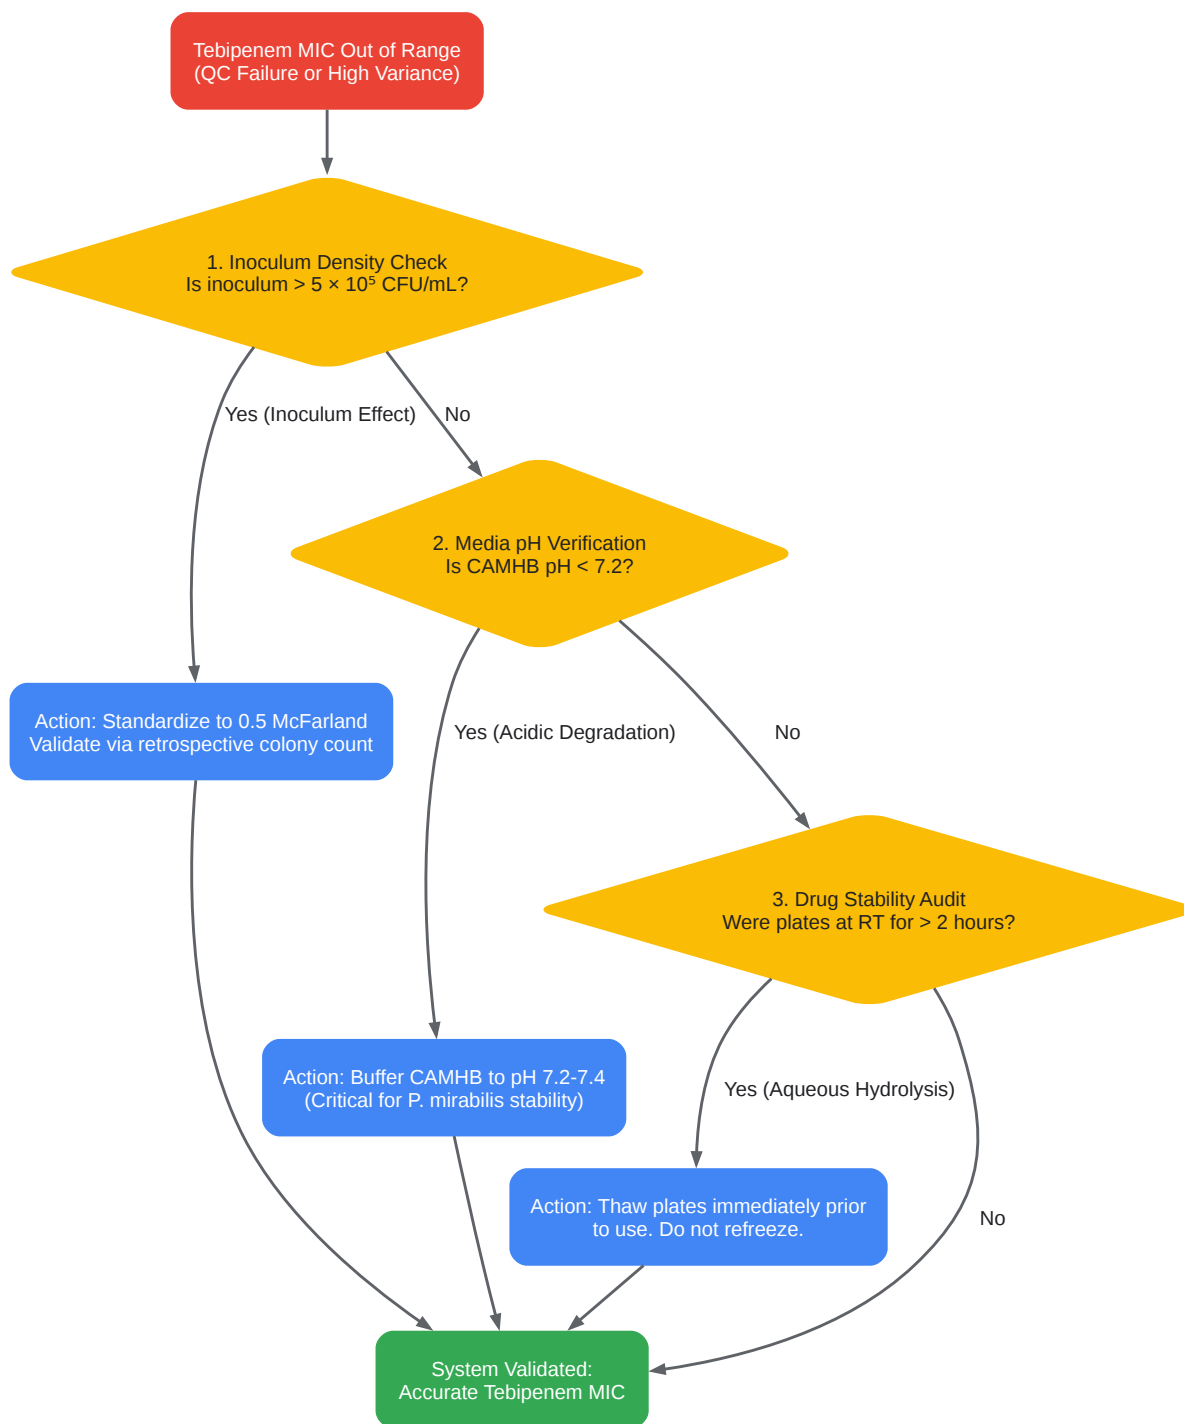 Tebipenem MIC Out of Range
(QC Failure or High Variance)
1. Inoculum Density Check
Is inoculum > 5 × 10⁵ CFU/mL?
Yes (Inoculum Effect)
No
2. Media pH Verification
Is CAMHB pH < 7.2?
Action: Standardize to 0.5 McFarland
Validate via retrospective colony count
Yes (Acidic Degradation)
No
3. Drug Stability Audit
Were plates at RT for > 2 hours?
Action: Buffer CAMHB to pH 7.2-7.4
(Critical for P. mirabilis stability)
Yes (Aqueous Hydrolysis)
Action: Thaw plates immediately prior
to use. Do not refreeze.
No
System Validated:
Accurate Tebipenem MIC